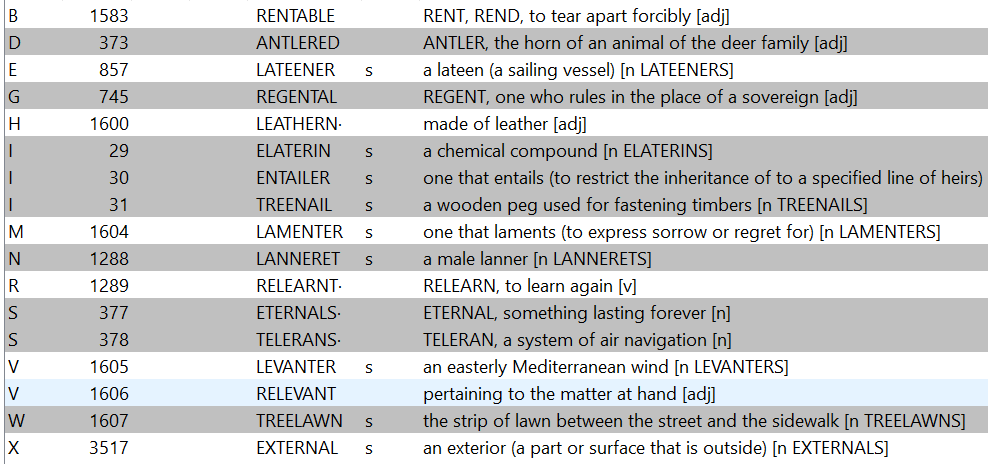 B 1583 RENTABLE RENT, REND, to tear apart forcibly [adj]
D 373 ANTLERED ANTLER, the horn of an animal of the deer family [adj]
E 857 LATEENER s a lateen (a sailing vessel) [n LATEENERS]
G 745 REGENTAL REGENT, one who rules in the place of a sovereign [adj]
H 1600 LEATHERN· made of leather [adj]
I 29 ELATERIN s a chemical compound [n ELATERINS]
I 30 ENTAILER s one that entails (to restrict the inheritance of to a specified line of heirs)
I 31 TREENAIL s a wooden peg used for fastening timbers [n TREENAILS]
M 1604 LAMENTER s one that laments (to express sorrow or regret for) [n LAMENTERS]
N 1288 LANNERET s a male lanner [n LANNERETS]
R 1289 RELEARNT· RELEARN, to learn again [v]
S 377 ETERNALS· ETERNAL, something lasting forever [n]
S 378 TELERANS· TELERAN, a system of air navigation [n]
V 1605 LEVANTER s an easterly Mediterranean wind [n LEVANTERS]
V 1606 RELEVANT pertaining to the matter at hand [adj]
W 1607 TREELAWN s the strip of lawn between the street and the sidewalk [n TREELAWNS]
X 3517 EXTERNAL s an exterior (a part or surface that is outside) [n EXTERNALS]